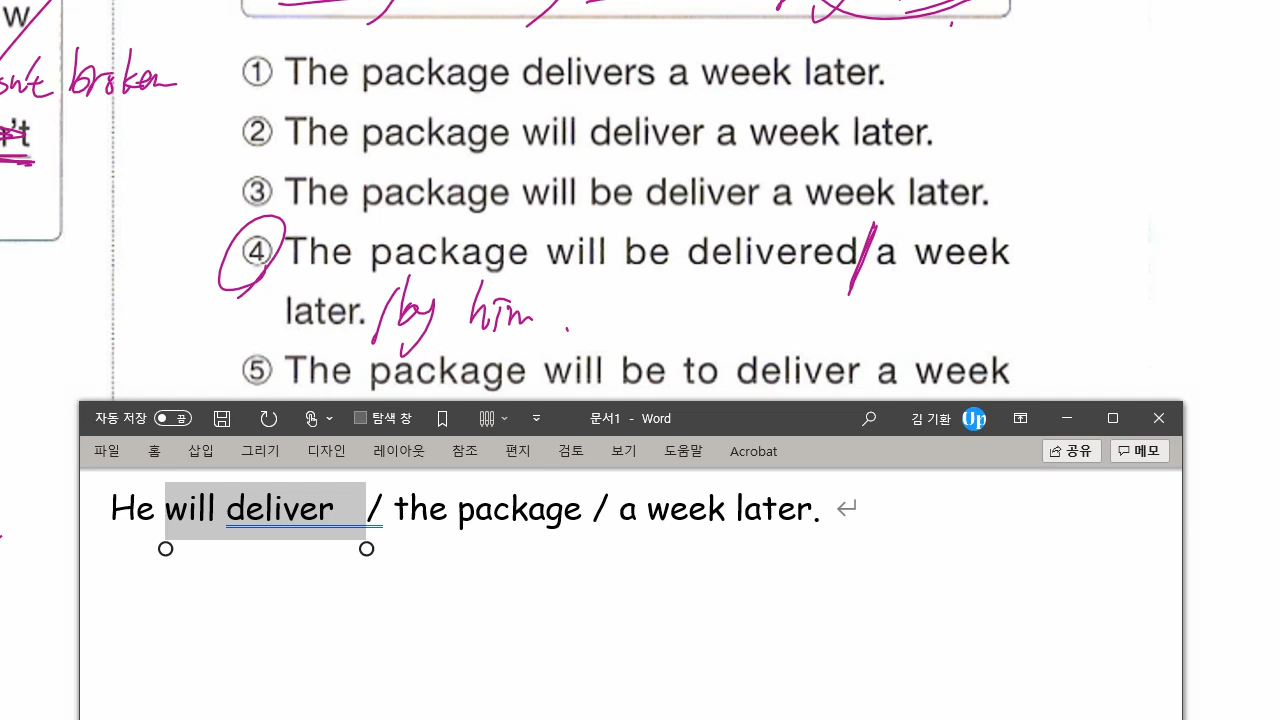 w
broken
① The package delivers a week later.
② The package will deliver a week later.
③ The package will be deliver a week later.
④ The package will be delivered / a week
later. / by him.
⑤ The package will be to deliver a week
자동 저장 끔 탐색 창 문서1 - Word 김 기환 Up
파일 홈 삽입 그리기 디자인 레이아웃 참조 편지 검토 보기 도움말 Acrobat 공유 메모
He will deliver / the package / a week later. ↵